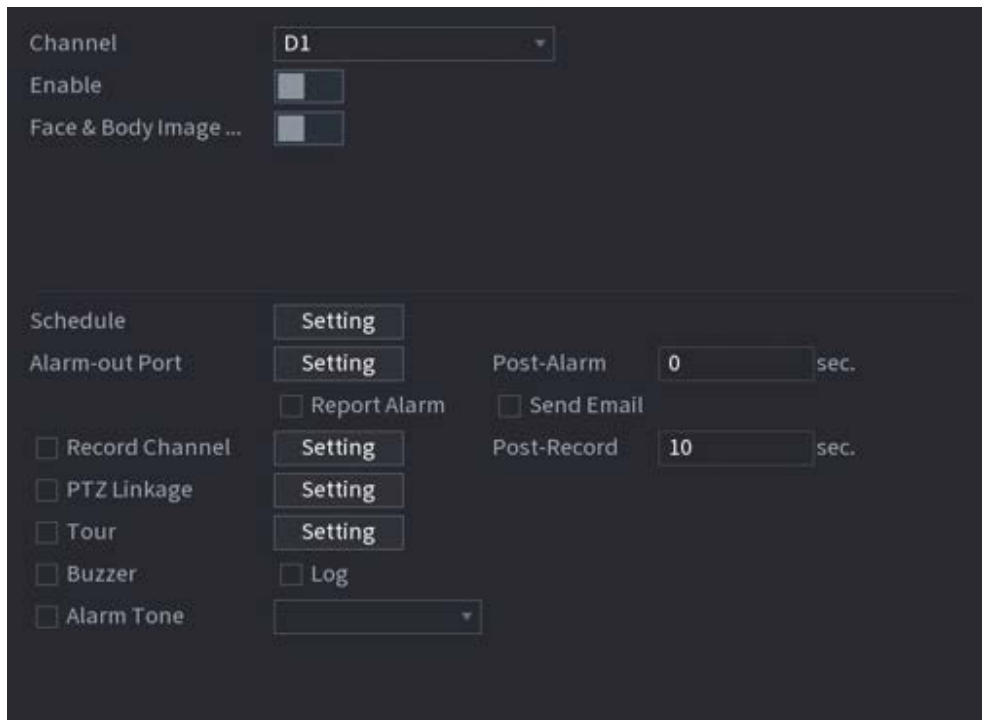 Channel D1
Enable
Face & Body Image ...
Schedule Setting
Alarm-out Port Setting Post-Alarm 0 sec.
Report Alarm Send Email
Record Channel Setting Post-Record 10 sec.
PTZ Linkage Setting
Tour Setting
Buzzer Log
Alarm Tone